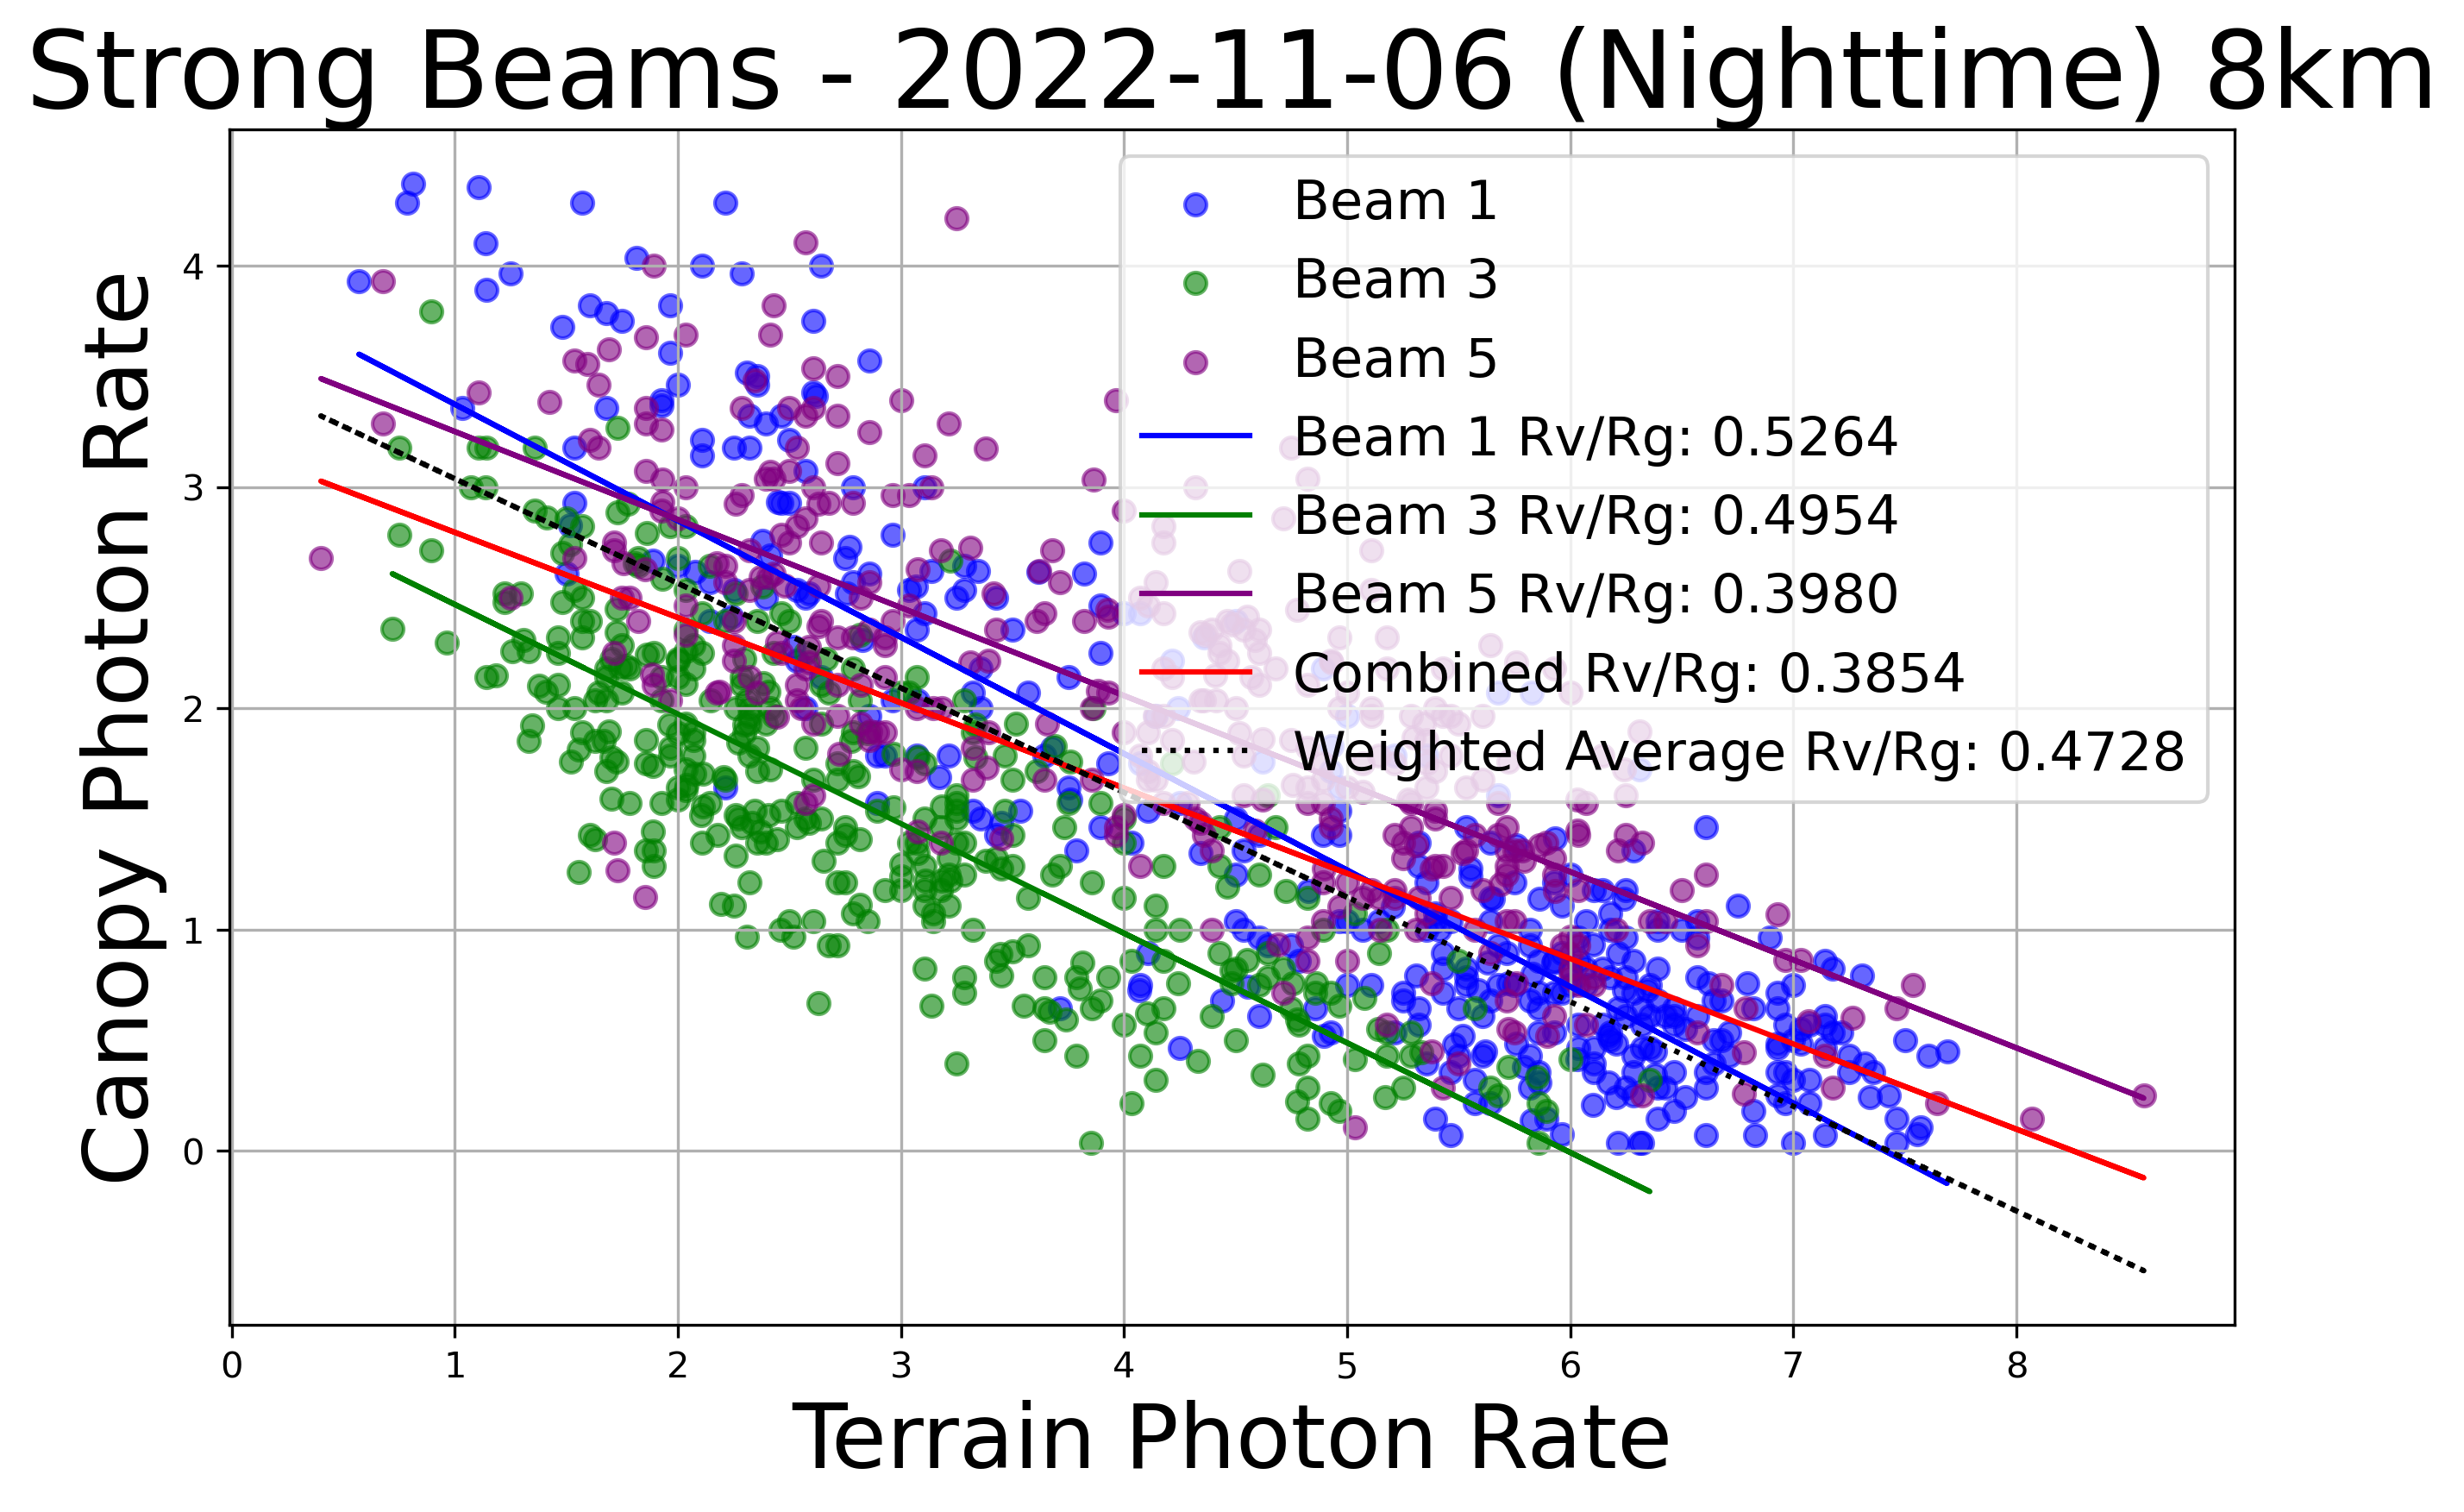 Strong Beams - 2022-11-06 (Nighttime) 8km
Canopy Photon Rate
4
3
2
1
0
Beam 1
Beam 3
Beam 5
Beam 1 Rv/Rg: 0.5264
Beam 3 Rv/Rg: 0.4954
Beam 5 Rv/Rg: 0.3980
Combined Rv/Rg: 0.3854
Weighted Average Rv/Rg: 0.4728
0 1 2 3 4 5 6 7 8
Terrain Photon Rate